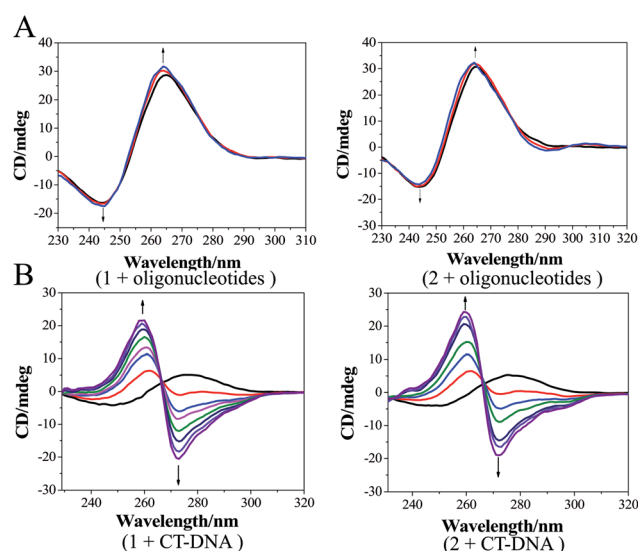 A
CD/mdeg
40
30
20
10
0
-10
-20
230 240 250 260 270 280 290 300 310
Wavelength/nm
(1 + oligonucleotides )
CD/mdeg
40
30
20
10
0
-10
-20
-30
230 240 250 260 270 280 290 300 310 320
Wavelength/nm
(2 + oligonucleotides )
B
CD/mdeg
30
20
10
0
-10
-20
-30
240 260 280 300 320
Wavelength/nm
(1 + CT-DNA )
CD/mdeg
30
20
10
0
-10
-20
-30
240 260 280 300 320
Wavelength/nm
(2 + CT-DNA )